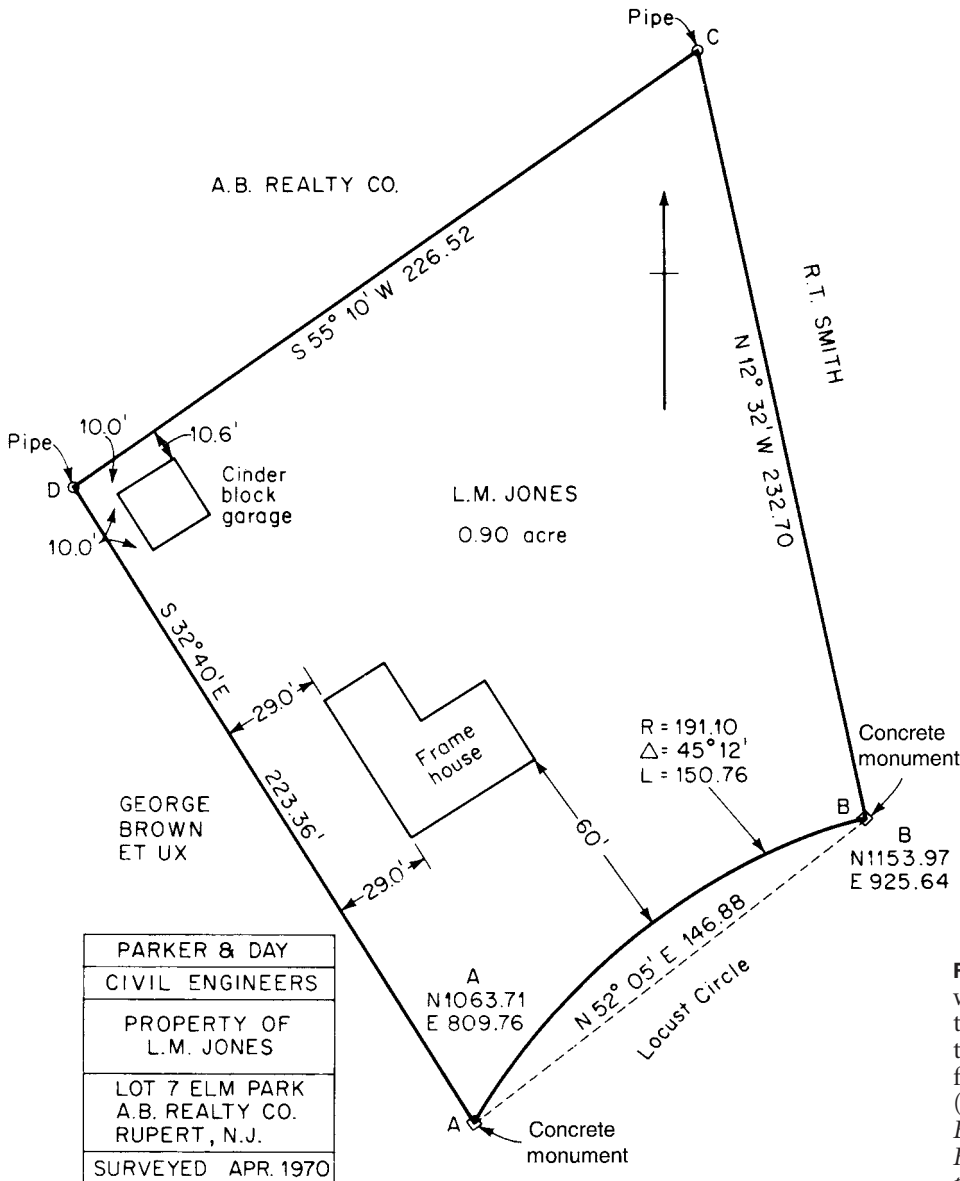 Pipe
C
A.B. REALTY CO.
S 55° 10' W 226.52
R.T. SMITH
N 12° 32' W 232.70
10.0'
10.6'
Pipe
D
Cinder
block
garage
10.0'
L.M. JONES
0.90 acre
S 32° 40' E
223.36'
29.0'
Frame
house
R = 191.10
Δ = 45° 12'
L = 150.76
Concrete
monument
B
B
N1153.97
E 925.64
GEORGE
BROWN
ET UX
60'
29.0'
N 52° 05' E 146.88
Locust Circle
A
N1063.71
E 809.76
PARKER & DAY
CIVIL ENGINEERS
PROPERTY OF
L.M. JONES
LOT 7 ELM PARK
A.B. REALTY CO.
RUPERT, N.J.
SURVEYED APR. 1970
A
Concrete
monument